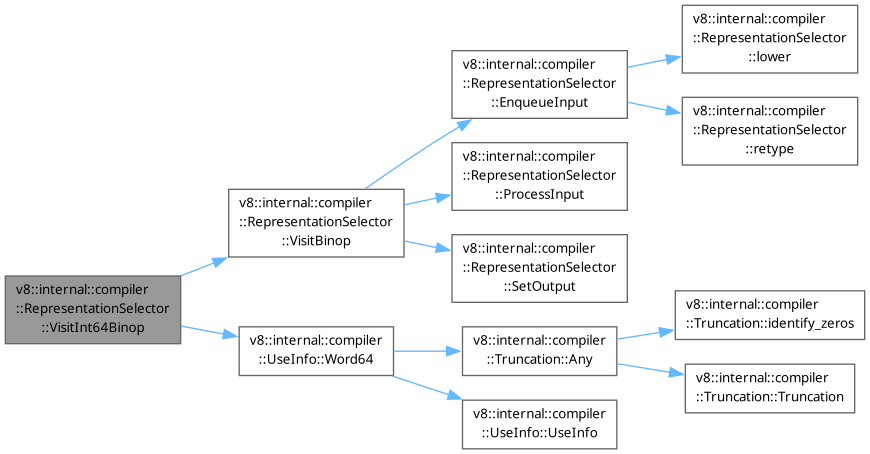 v8::internal::compiler
::RepresentationSelector
::VisitInt64Binop
v8::internal::compiler
::RepresentationSelector
::VisitBinop
v8::internal::compiler
::RepresentationSelector
::EnqueueInput
v8::internal::compiler
::RepresentationSelector
::lower
v8::internal::compiler
::RepresentationSelector
::retype
v8::internal::compiler
::RepresentationSelector
::ProcessInput
v8::internal::compiler
::RepresentationSelector
::SetOutput
v8::internal::compiler
::UseInfo::Word64
v8::internal::compiler
::Truncation::Any
v8::internal::compiler
::Truncation::identify_zeros
v8::internal::compiler
::Truncation::Truncation
v8::internal::compiler
::UseInfo::UseInfo